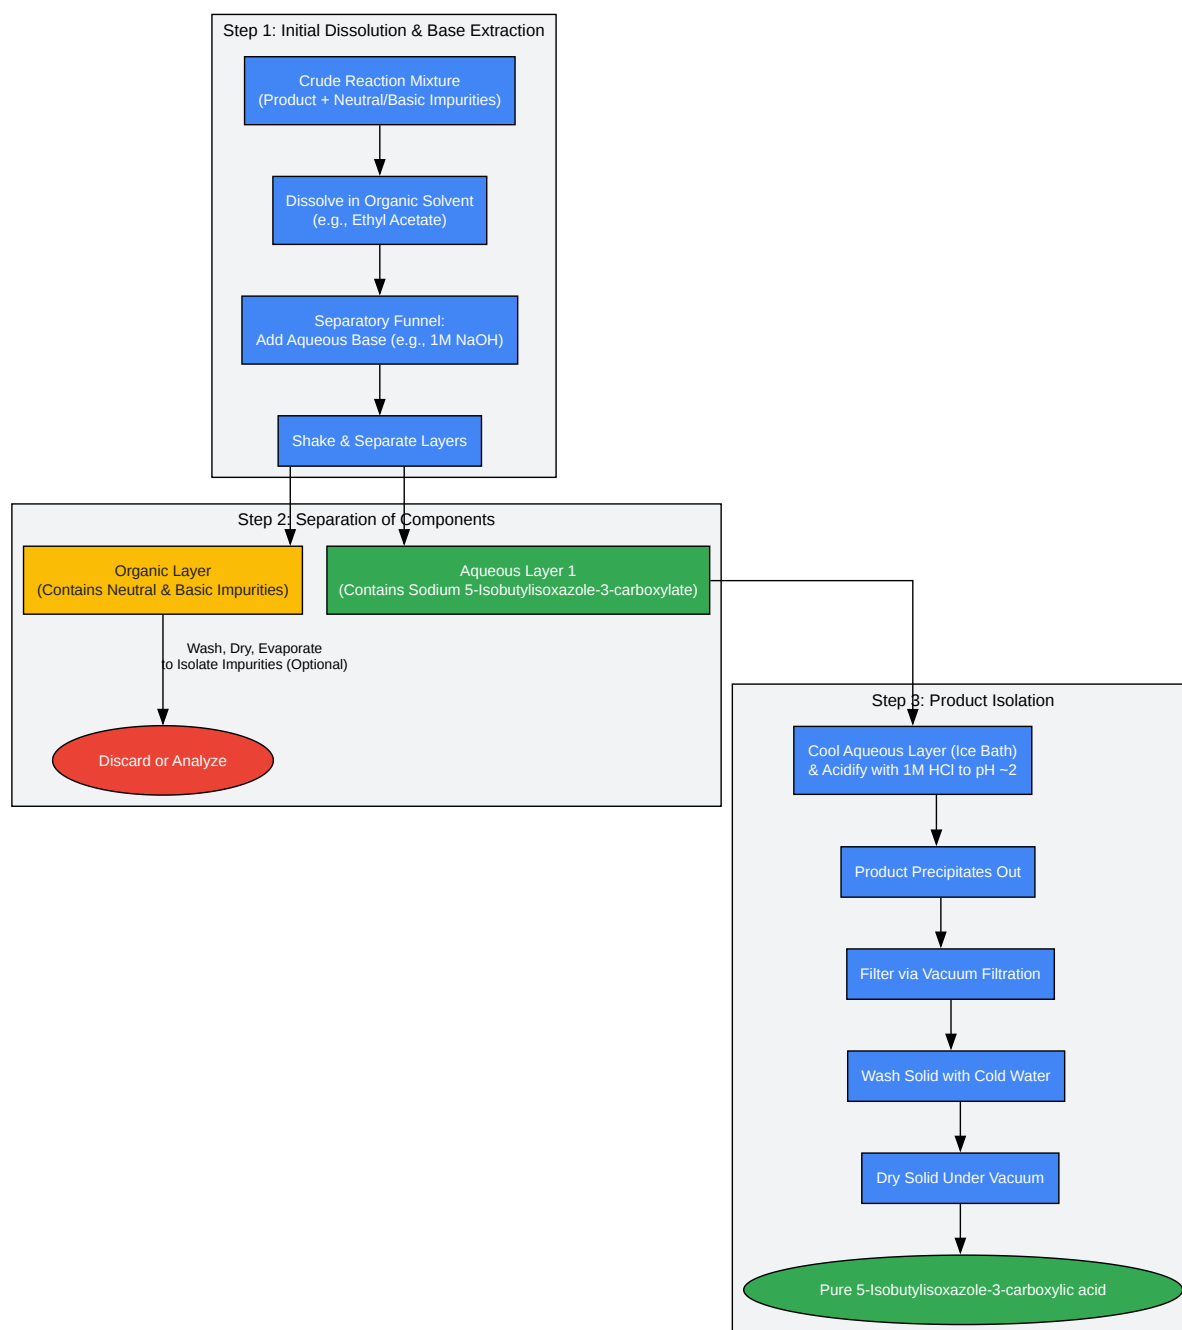 Step 1: Initial Dissolution & Base Extraction
Crude Reaction Mixture
(Product + Neutral/Basic Impurities)
Dissolve in Organic Solvent
(e.g., Ethyl Acetate)
Separatory Funnel:
Add Aqueous Base (e.g., 1M NaOH)
Shake & Separate Layers
Step 2: Separation of Components
Organic Layer
(Contains Neutral & Basic Impurities)
Aqueous Layer 1
(Contains Sodium 5-Isobutylisoxazole-3-carboxylate)
Wash, Dry, Evaporate
to Isolate Impurities (Optional)
Discard or Analyze
Step 3: Product Isolation
Cool Aqueous Layer (Ice Bath)
& Acidify with 1M HCl to pH ~2
Product Precipitates Out
Filter via Vacuum Filtration
Wash Solid with Cold Water
Dry Solid Under Vacuum
Pure 5-Isobutylisoxazole-3-carboxylic acid